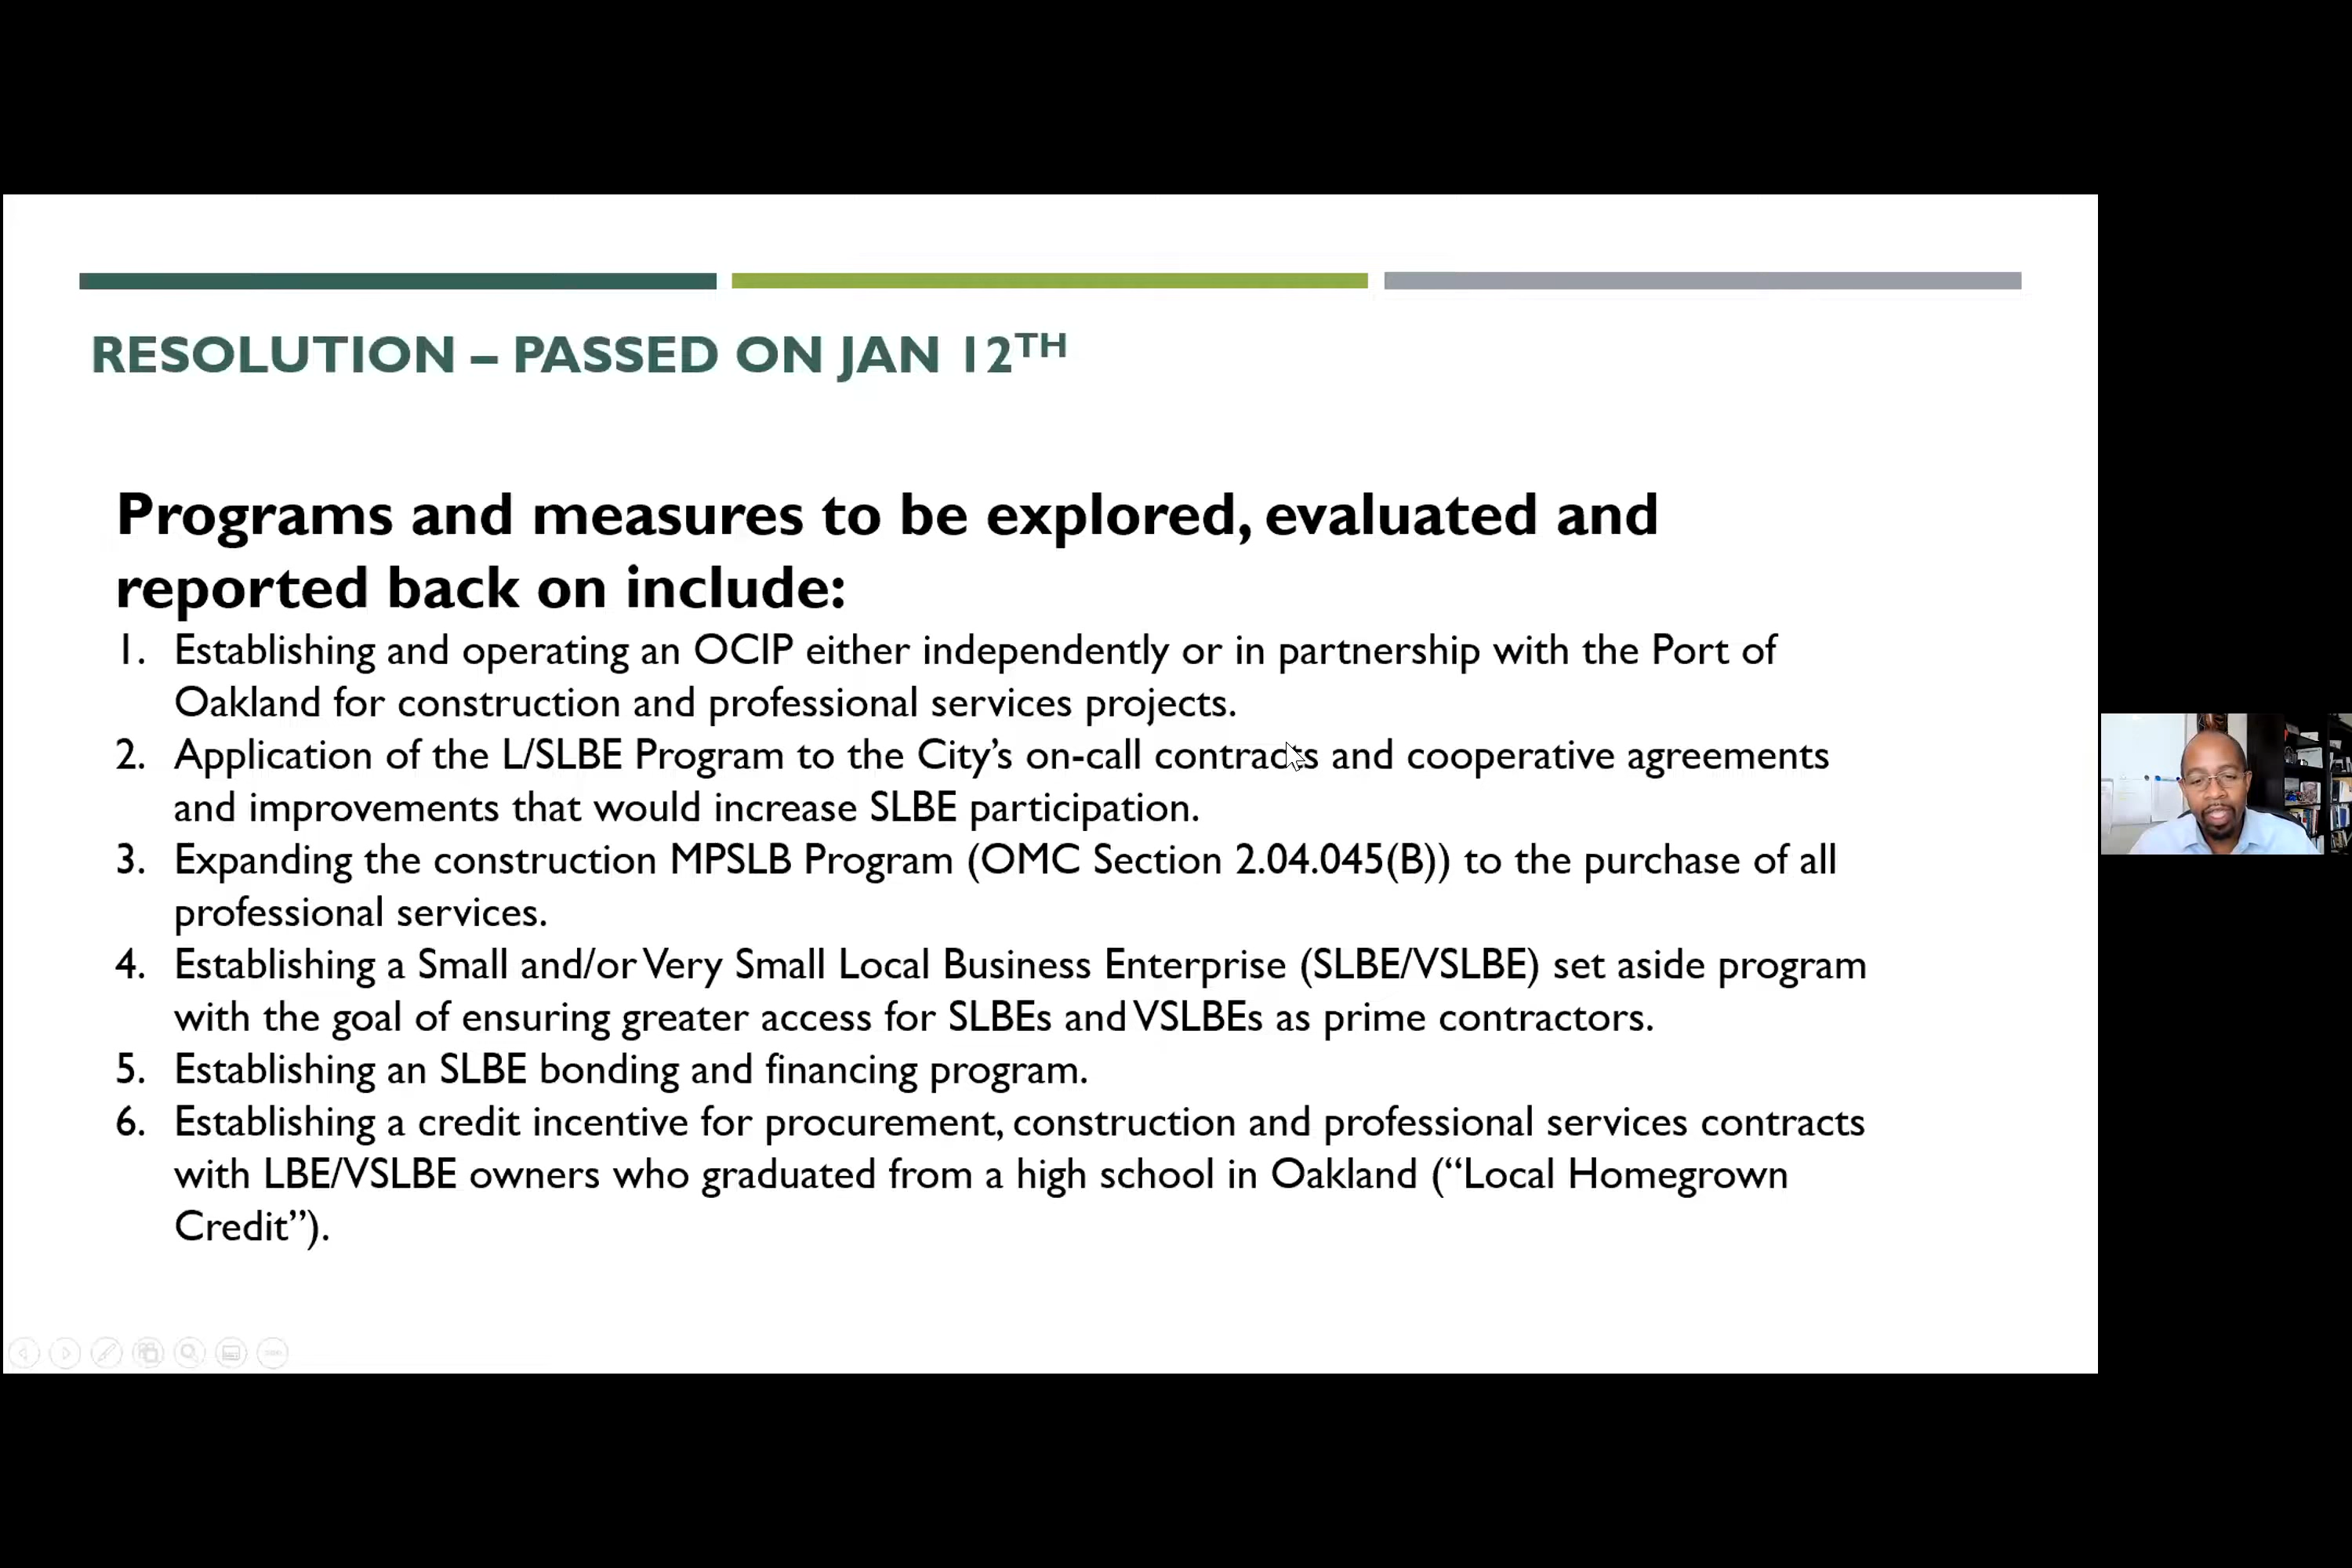 RESOLUTION – PASSED ON JAN 12TH
Programs and measures to be explored, evaluated and
reported back on include:
1. Establishing and operating an OCIP either independently or in partnership with the Port of
Oakland for construction and professional services projects.
2. Application of the L/SLBE Program to the City’s on-call contracts and cooperative agreements
and improvements that would increase SLBE participation.
3. Expanding the construction MPSLB Program (OMC Section 2.04.045(B)) to the purchase of all
professional services.
4. Establishing a Small and/or Very Small Local Business Enterprise (SLBE/VSLBE) set aside program
with the goal of ensuring greater access for SLBEs and VSLBEs as prime contractors.
5. Establishing an SLBE bonding and financing program.
6. Establishing a credit incentive for procurement, construction and professional services contracts
with LBE/VSLBE owners who graduated from a high school in Oakland (“Local Homegrown
Credit”).